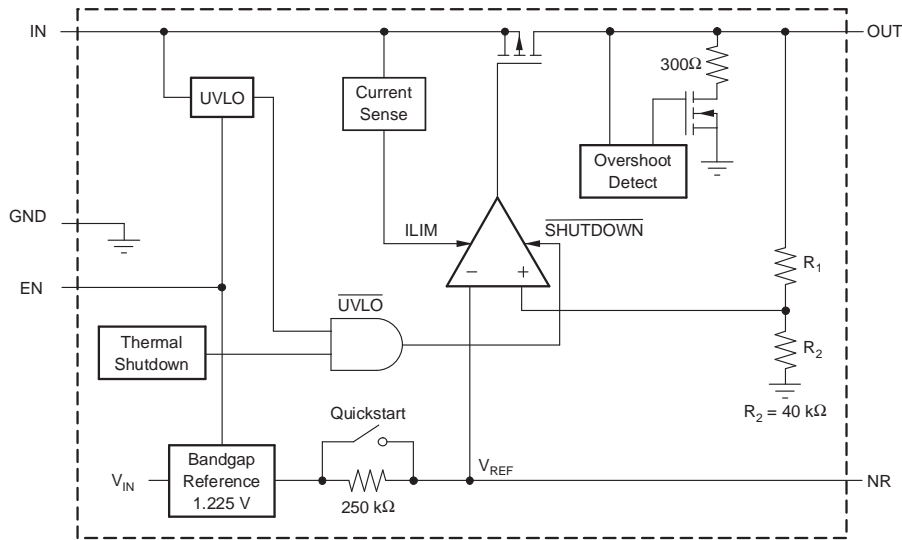 IN
OUT
300Ω
UVLO
Current
Sense
Overshoot
Detect
GND
ILIM
SHUTDOWN
EN
− +
R1
UVLO
Thermal
Shutdown
R2
R2 = 40 kΩ
Quickstart
VIN
Bandgap
Reference
1.225 V
250 kΩ
VREF
NR